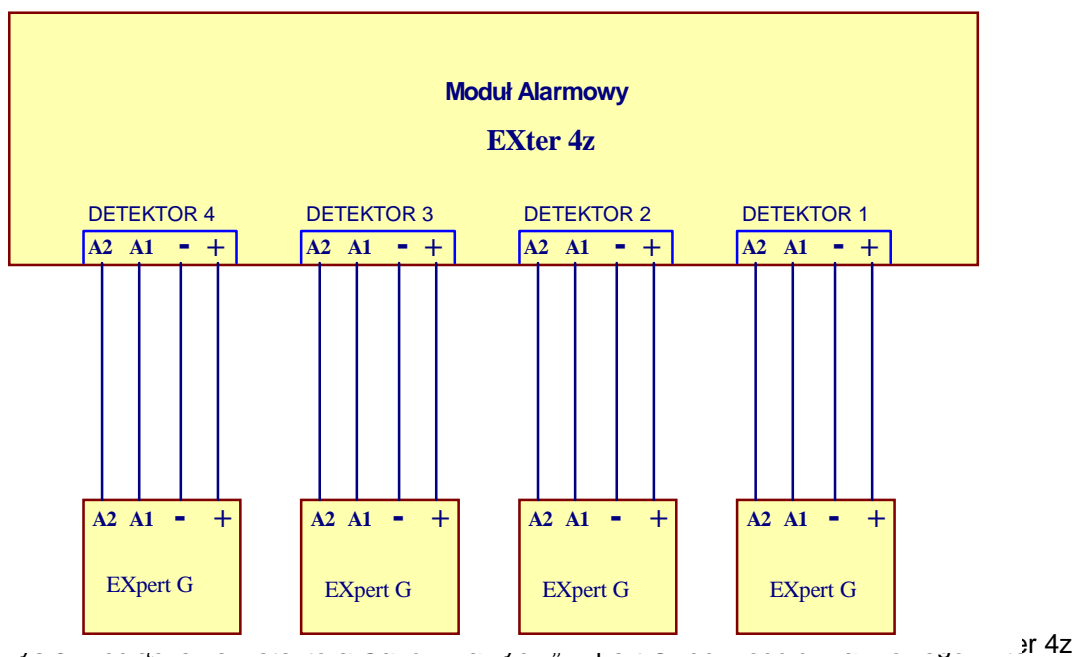 Moduł Alarmowy
EXter 4z
DETEKTOR 4 DETEKTOR 3 DETEKTOR 2 DETEKTOR 1
A2 A1 - + A2 A1 - + A2 A1 - + A2 A1 - +
A2 A1 - + A2 A1 - + A2 A1 - + A2 A1 - +
EXpert G EXpert G EXpert G EXpert G
4z